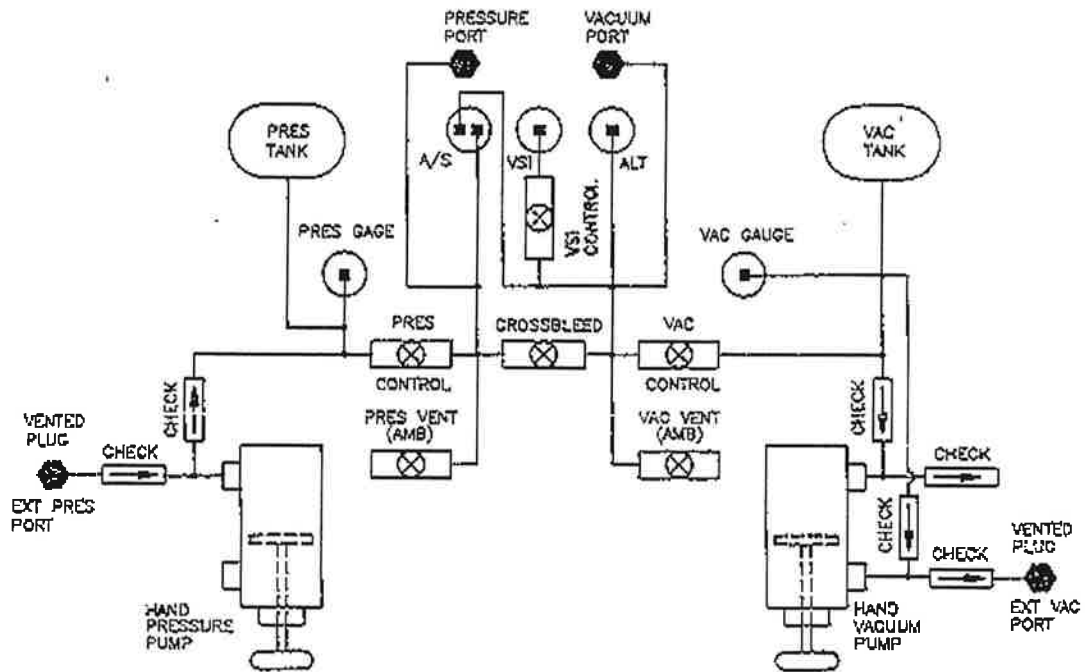 PRESSURE
PORT
VACUUM
PORT
PRES
TANK
A/S
VSI
ALT
VAC
TANK
VSI
CONTROL
PRES GAGE
VAC GAUGE
PRES
CONTROL
CROSSBLEED
VAC
CONTROL
CHECK
PRES VENT
(AMB)
VAC VENT
(AMB)
CHECK
VENTED
PLUG
CHECK
EXT PRES
PORT
CHECK
CHECK
CHECK
VENTED
PLUG
EXT VAC
PORT
HAND
PRESSURE
PUMP
HAND
VACUUM
PUMP